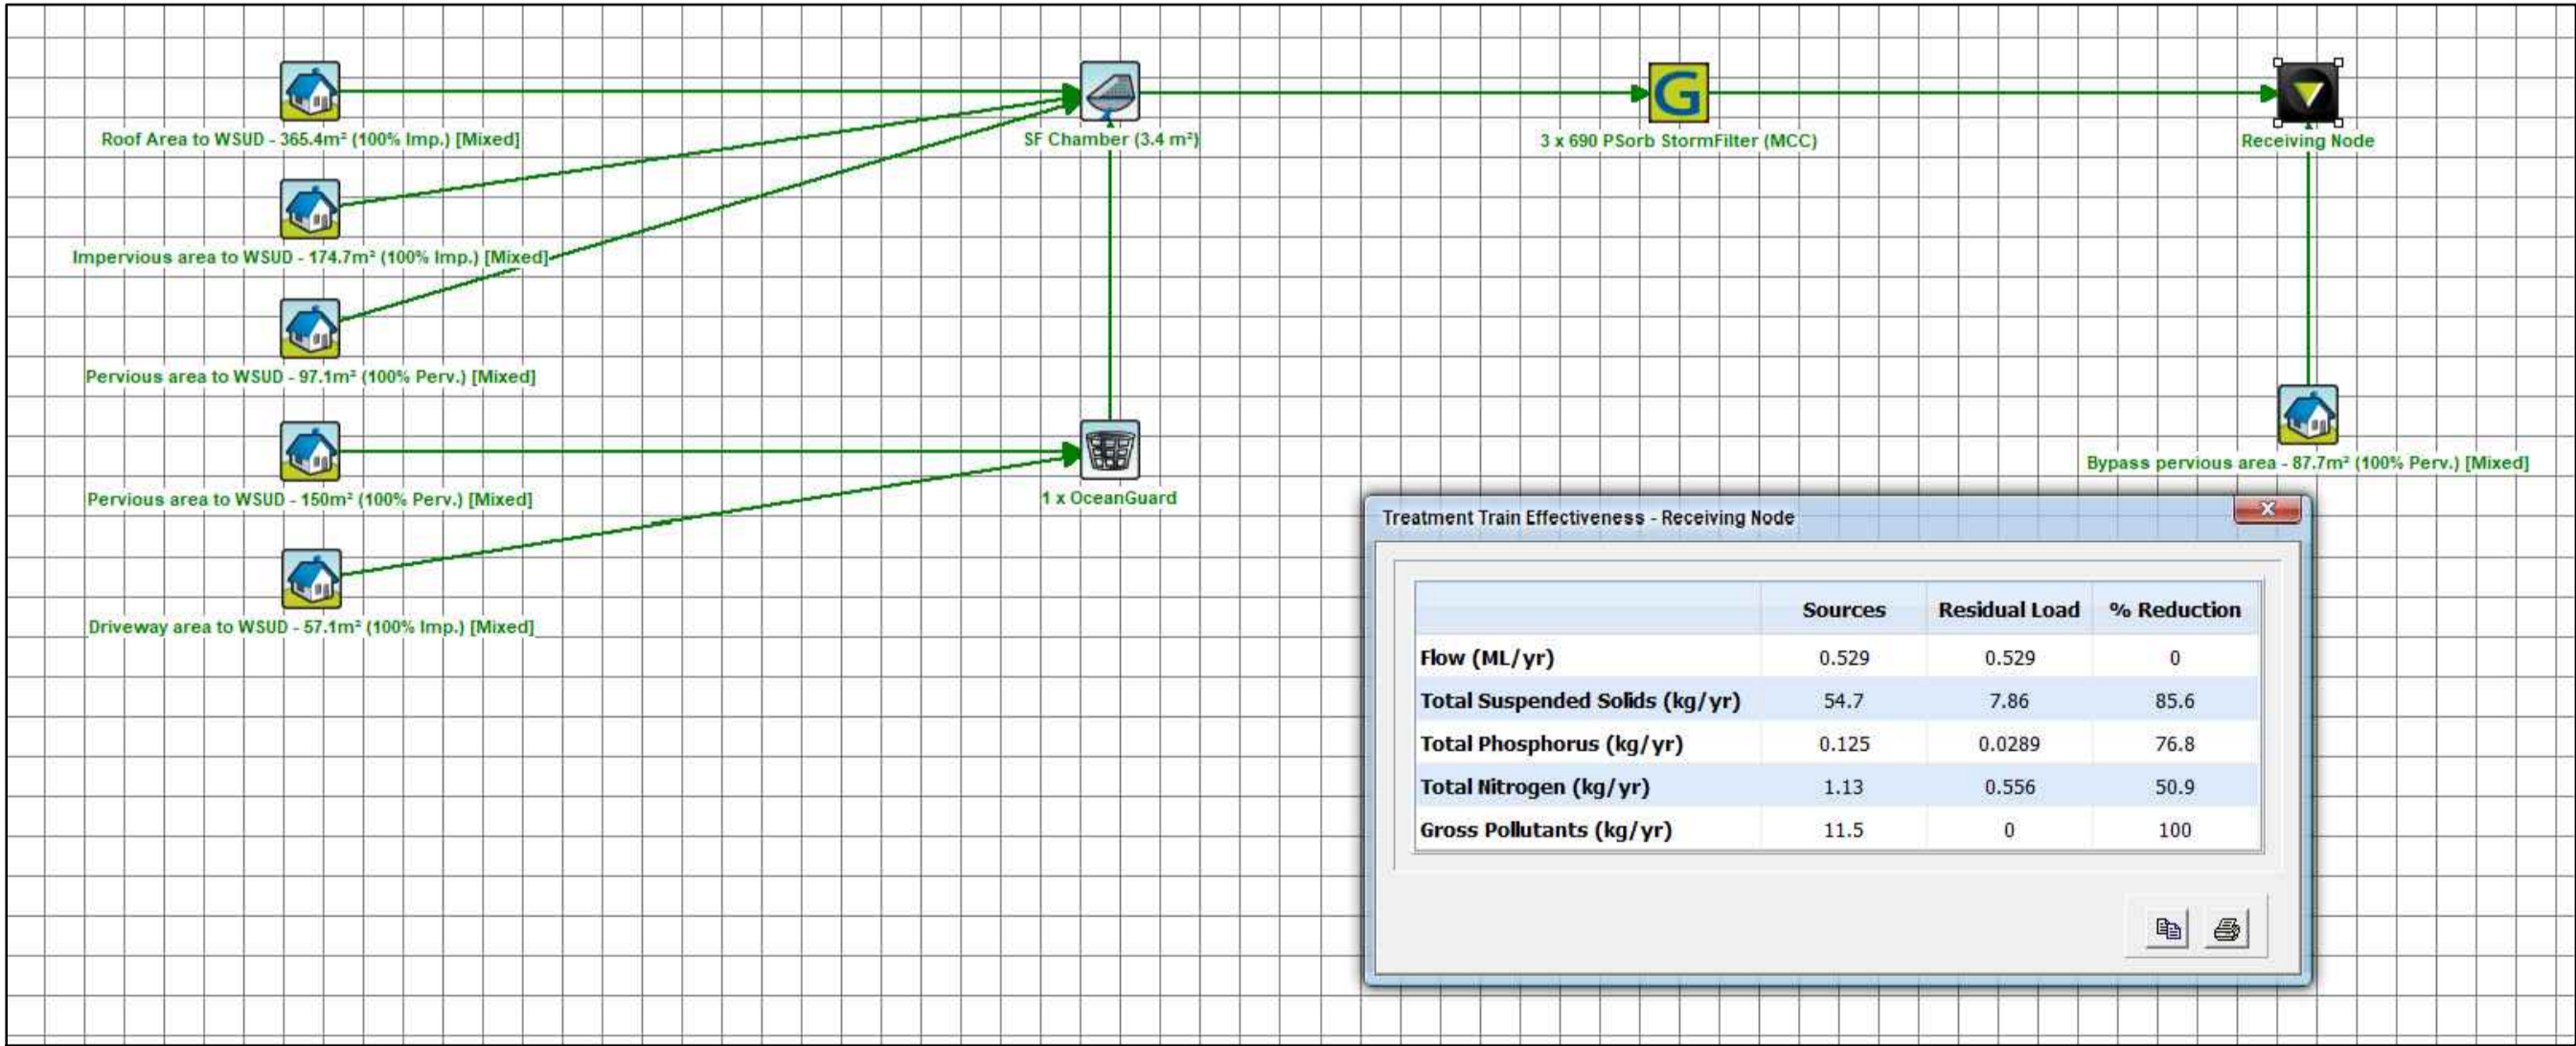 Roof Area to WSUD - 365.4m² (100% Imp.) [Mixed]
SF Chamber (3.4 m²)
G
3 x 690 PSorb StormFilter (MCC)
Receiving Node
Impervious area to WSUD - 174.7m² (100% Imp.) [Mixed]
Pervious area to WSUD - 97.1m² (100% Perv.) [Mixed]
Pervious area to WSUD - 150m² (100% Perv.) [Mixed]
1 x OceanGuard
Bypass pervious area - 87.7m² (100% Perv.) [Mixed]
Driveway area to WSUD - 57.1m² (100% Imp.) [Mixed]
Treatment Train Effectiveness - Receiving Node
Sources Residual Load % Reduction
Flow (ML/yr) 0.529 0.529 0
Total Suspended Solids (kg/yr) 54.7 7.86 85.6
Total Phosphorus (kg/yr) 0.125 0.0289 76.8
Total Nitrogen (kg/yr) 1.13 0.556 50.9
Gross Pollutants (kg/yr) 11.5 0 100